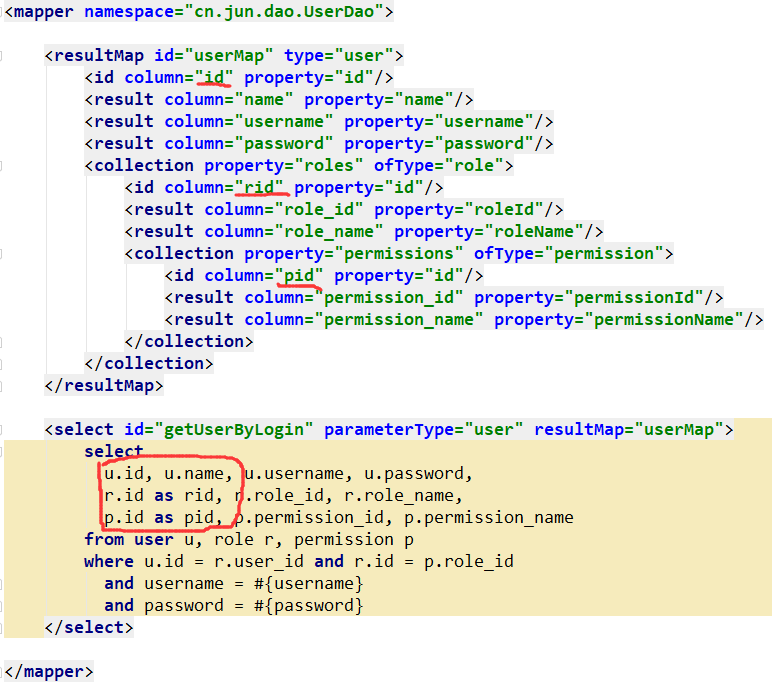 <mapper namespace="cn.jun.dao.UserDao">
<resultMap id="userMap" type="user">
<id column="id" property="id"/>
<result column="name" property="name"/>
<result column="username" property="username"/>
<result column="password" property="password"/>
<collection property="roles" ofType="role">
<id column="rid" property="id"/>
<result column="role_id" property="roleId"/>
<result column="role_name" property="roleName"/>
<collection property="permissions" ofType="permission">
<id column="pid" property="id"/>
<result column="permission_id" property="permissionId"/>
<result column="permission_name" property="permissionName"/>
</collection>
</collection>
</resultMap>
<select id="getUserByLogin" parameterType="user" resultMap="userMap">
select
u.id, u.name, u.username, u.password,
r.id as rid, r.role_id, r.role_name,
p.id as pid, p.permission_id, p.permission_name
from user u, role r, permission p
where u.id = r.user_id and r.id = p.role_id
and username = #{username}
and password = #{password}
</select>
</mapper>